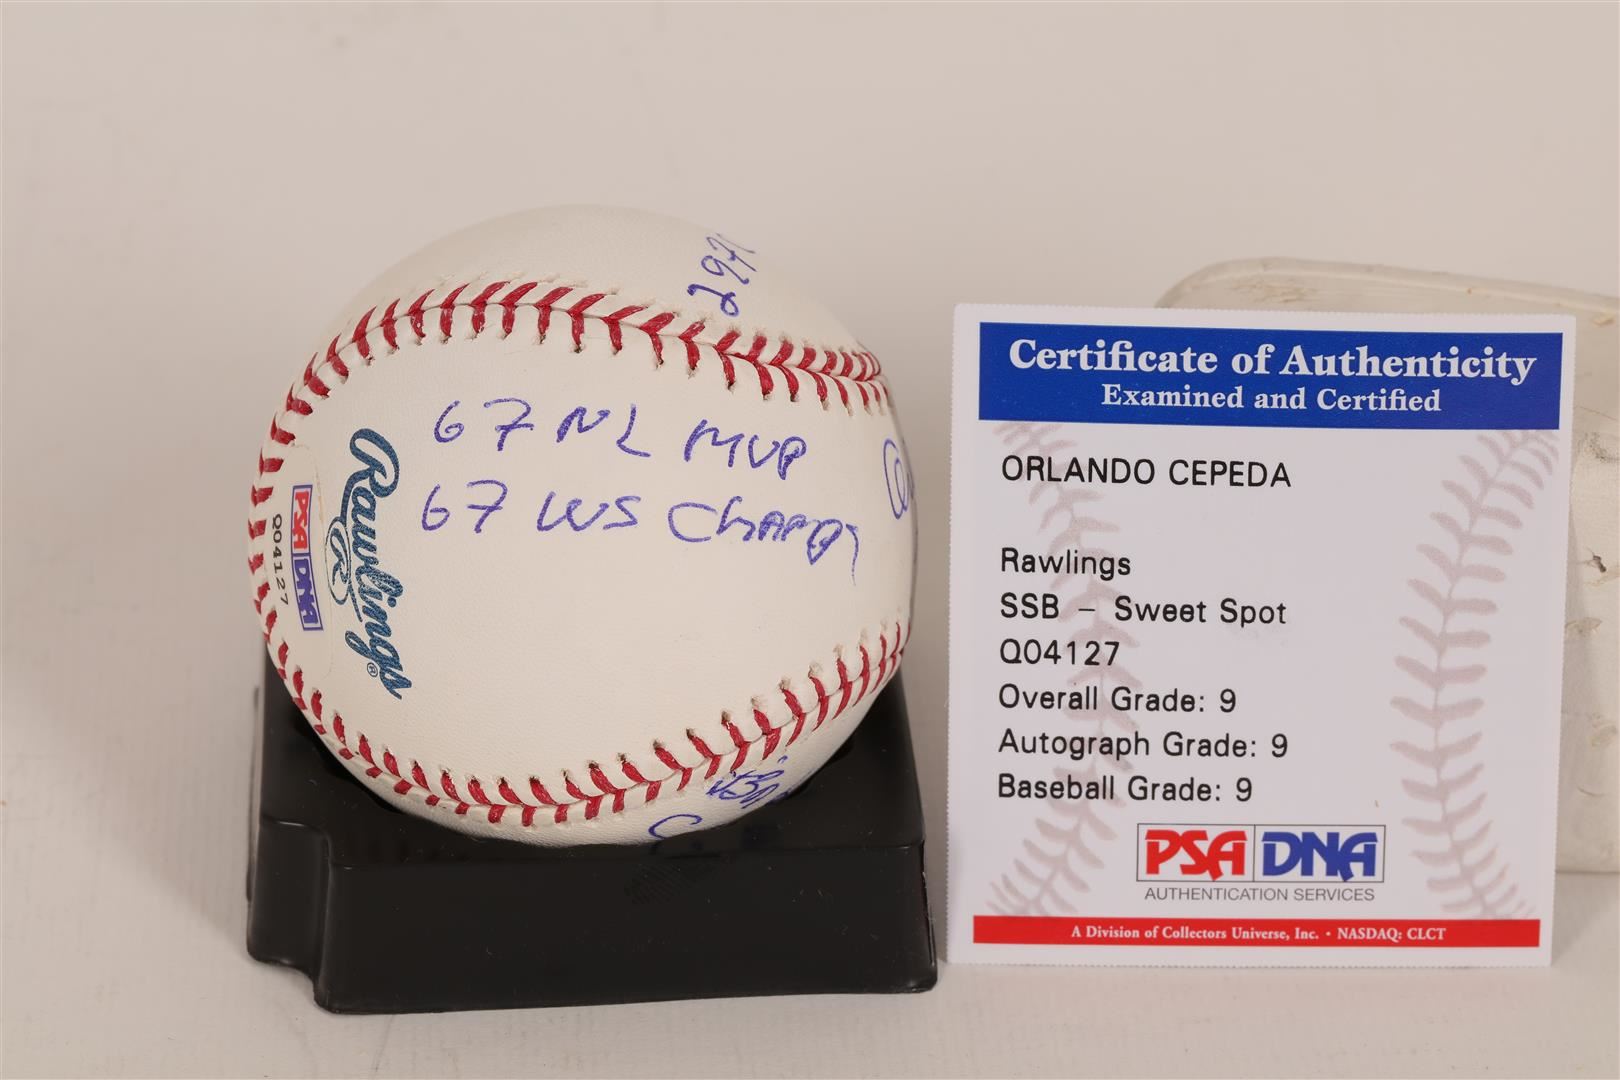 67 NL MVP
67 WS Champ
Rawlings®
R
PSA DNA
Q04127
Certificate of Authenticity
Examined and Certified
ORLANDO CEPEDA
Rawlings
SSB – Sweet Spot
Q04127
Overall Grade: 9
Autograph Grade: 9
Baseball Grade: 9
PSA DNA
AUTHENTICATION SERVICES
A Division of Collectors Universe, Inc. • NASDAQ: CLCT